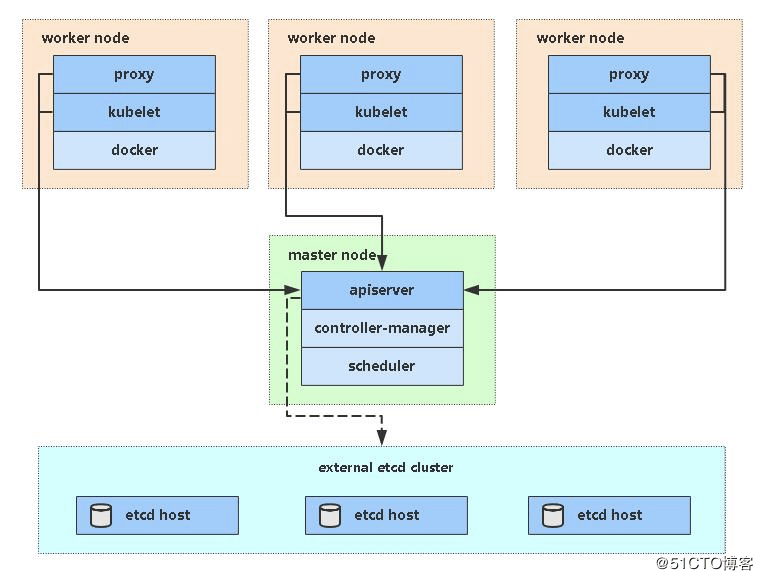 worker node
proxy
kubelet
docker
worker node
proxy
kubelet
docker
worker node
proxy
kubelet
docker
master node
apiserver
controller-manager
scheduler
external etcd cluster
etcd host
etcd host
etcd host
@51CTO博客